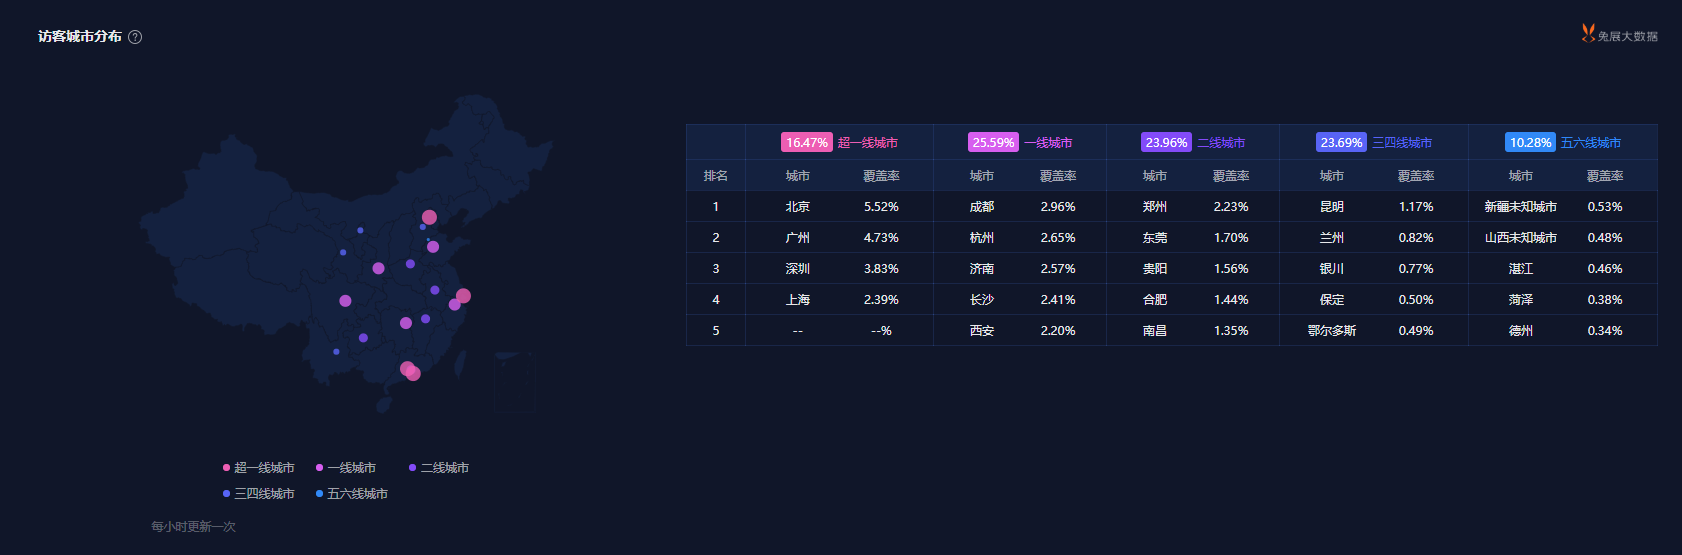 访客城市分布 ?
兔展大数据
16.47% 超一线城市 25.59% 一线城市 23.96% 二线城市 23.69% 三四线城市 10.28% 五六线城市
排名 城市 覆盖率 城市 覆盖率 城市 覆盖率 城市 覆盖率 城市 覆盖率
1 北京 5.52% 成都 2.96% 郑州 2.23% 昆明 1.17% 新疆未知城市 0.53%
2 广州 4.73% 杭州 2.65% 东莞 1.70% 兰州 0.82% 山西未知城市 0.48%
3 深圳 3.83% 济南 2.57% 贵阳 1.56% 银川 0.77% 湛江 0.46%
4 上海 2.39% 长沙 2.41% 合肥 1.44% 保定 0.50% 菏泽 0.38%
5 -- --% 西安 2.20% 南昌 1.35% 鄂尔多斯 0.49% 德州 0.34%
超一线城市 一线城市 二线城市
三四线城市 五六线城市
每小时更新一次